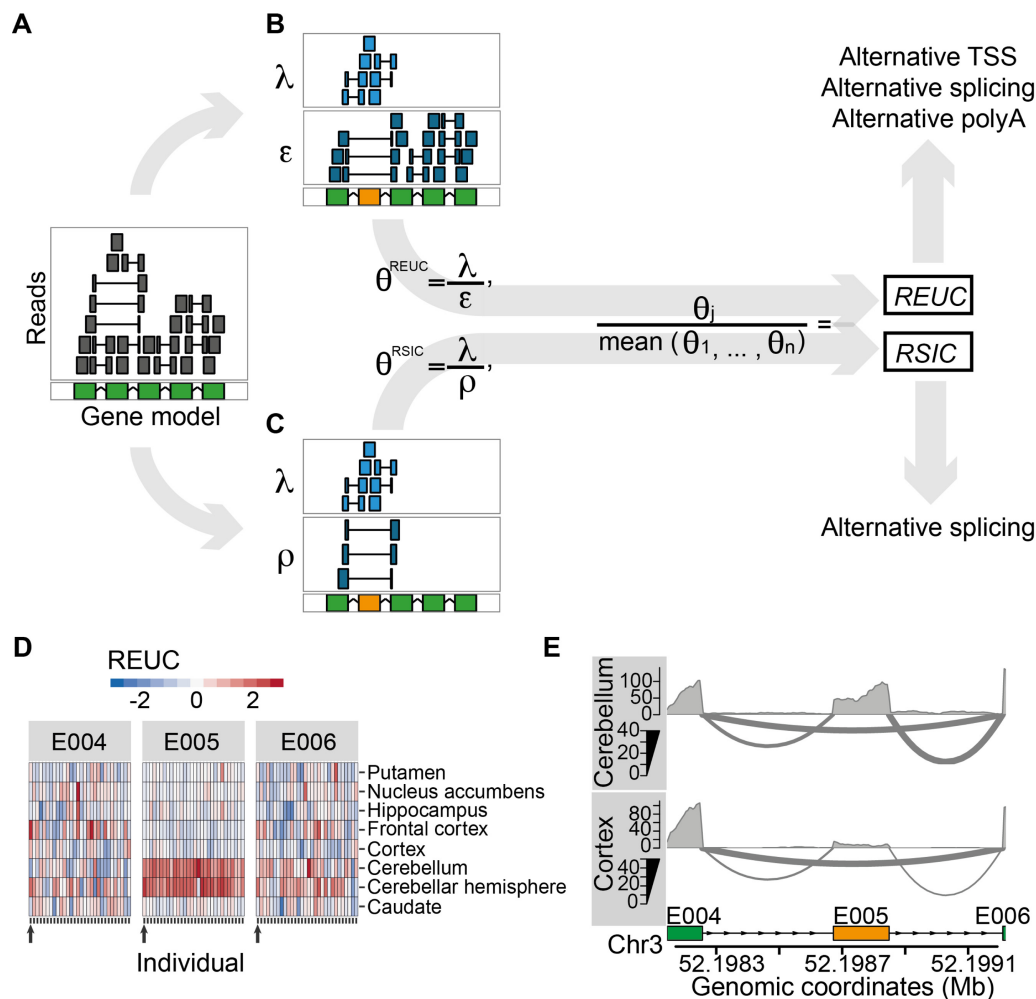 A
Reads
Gene model
B
λ
ε
θ^REUC = λ/ε,
θ^RSIC = λ/ρ,
θj / mean (θ1, ..., θn) =
REUC
RSIC
Alternative TSS
Alternative splicing
Alternative polyA
Alternative splicing
C
λ
ρ
D
REUC
-2 0 2
E004 E005 E006
Putamen
Nucleus accumbens
Hippocampus
Frontal cortex
Cortex
Cerebellum
Cerebellar hemisphere
Caudate
Individual
E
Cerebellum
100
50
0
40
20
0
Cortex
80
40
0
40
20
0
E004 E005 E006
Chr3
52.1983 52.1987 52.1991
Genomic coordinates (Mb)